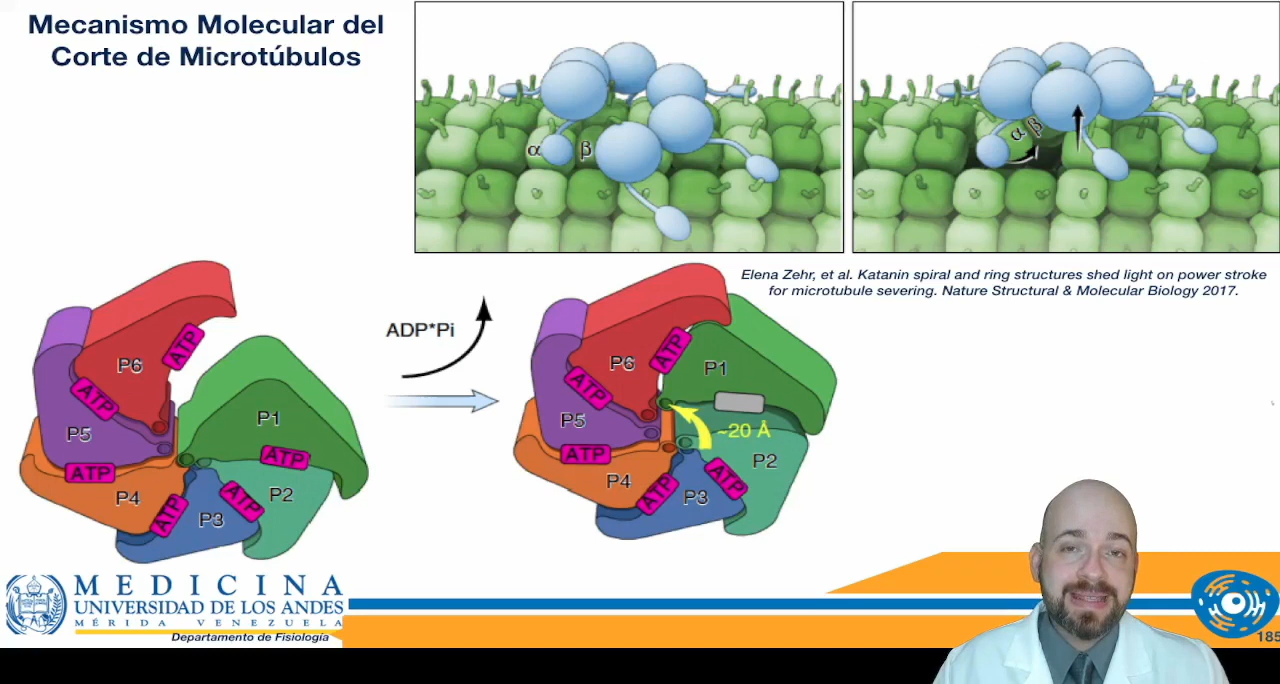 Mecanismo Molecular del
Corte de Microtúbulos
α
β
α
β
Elena Zehr, et al. Katanin spiral and ring structures shed light on power stroke
for microtubule severing. Nature Structural & Molecular Biology 2017.
P6
ATP
ATP
P5
ATP
P4
ATP
P3
ATP
P2
ATP
P1
ADP*Pi
P6
ATP
P1
ATP
P5
~20 Å
ATP
P4
ATP
P3
ATP
P2
MEDICINA
UNIVERSIDAD DE LOS ANDES
MÉRIDA VENEZUELA
Departamento de Fisiología
185